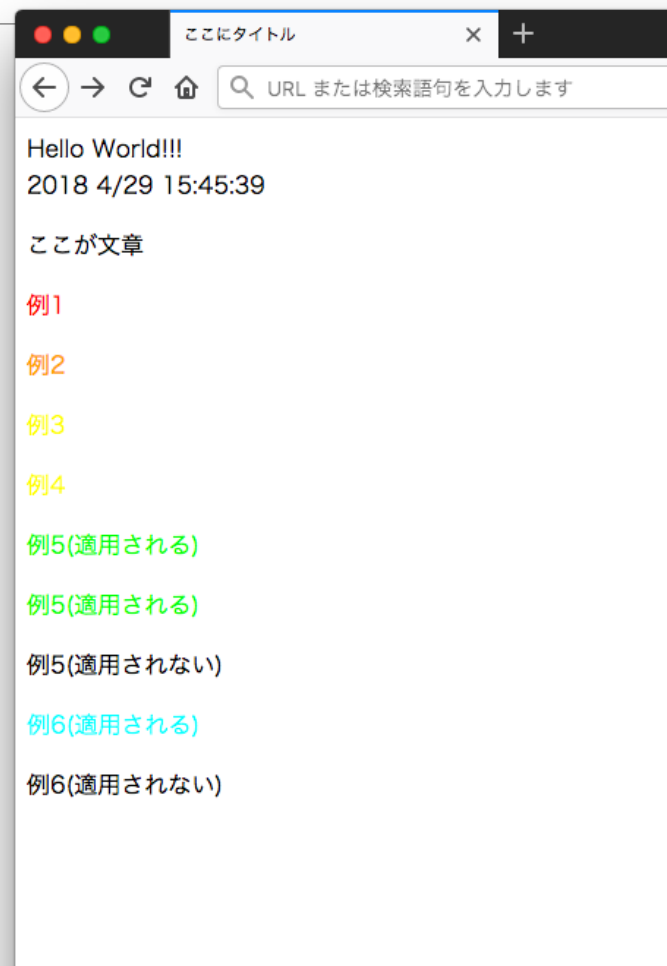 ここにタイトル
URL または検索語句を入力します
Hello World!!!
2018 4/29 15:45:39
ここが文章
例1
例2
例3
例4
例5(適用される)
例5(適用される)
例5(適用されない)
例6(適用される)
例6(適用されない)